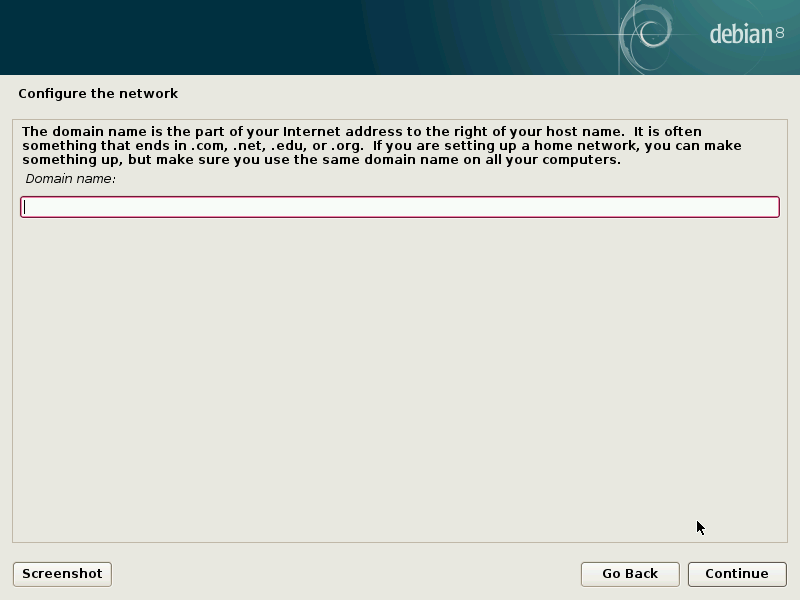 debian 8
Configure the network
The domain name is the part of your Internet address to the right of your host name.  It is often
something that ends in .com, .net, .edu, or .org.  If you are setting up a home network, you can make
something up, but make sure you use the same domain name on all your computers.
Domain name:
Screenshot
Go Back
Continue